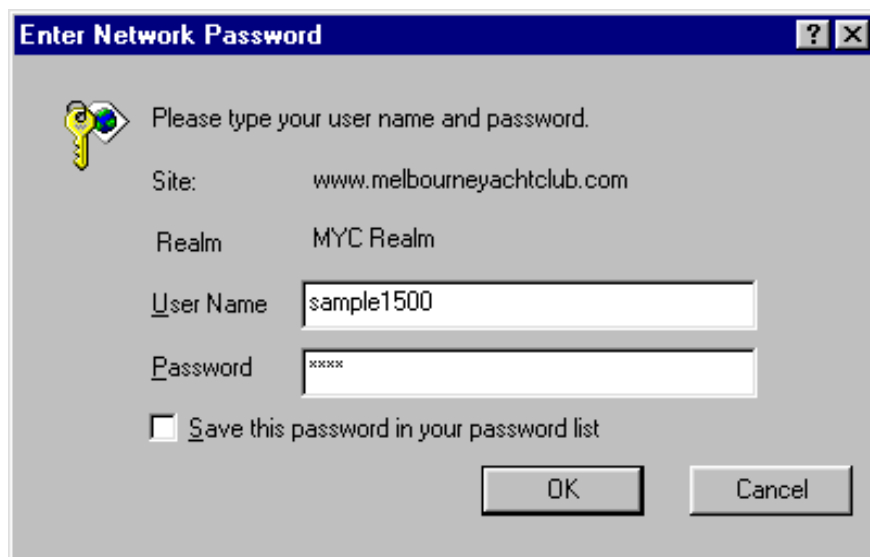 Enter Network Password
Please type your user name and password.
Site: www.melbourneyachtclub.com
Realm MYC Realm
User Name sample1500
Password ****
Save this password in your password list
OK Cancel